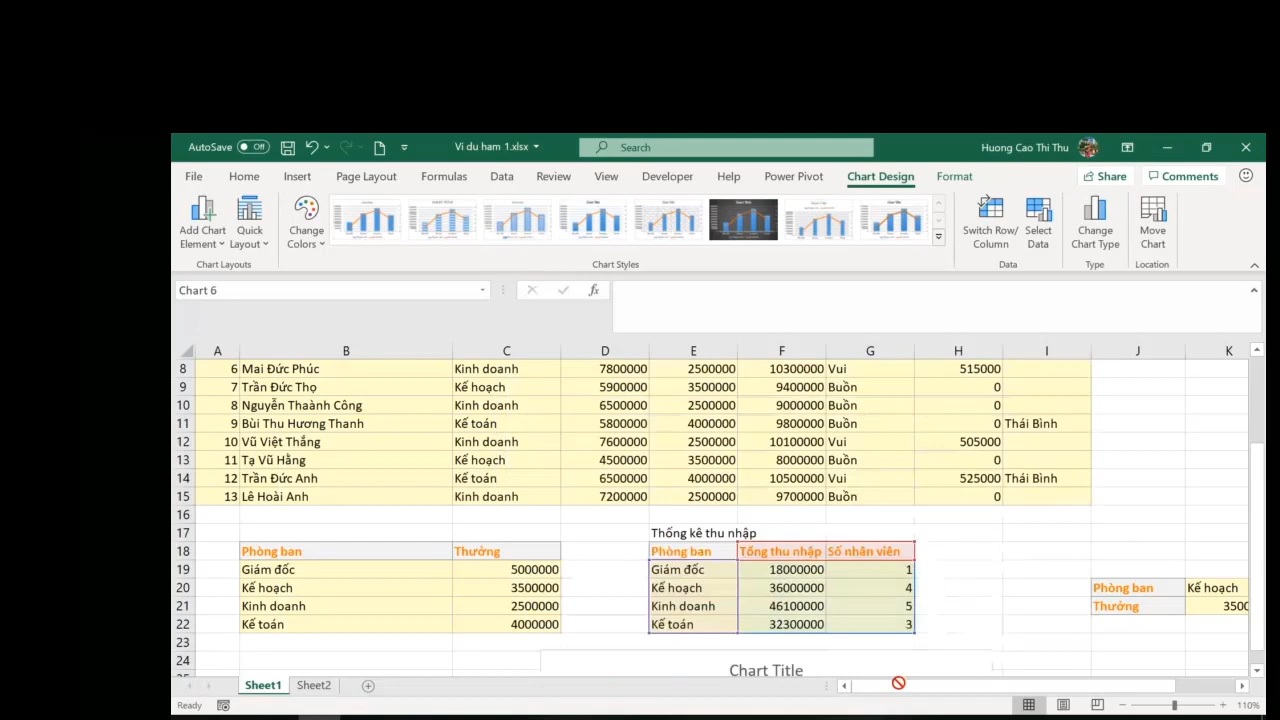 AutoSave Off Vi du ham 1.xlsx Search Huong Cao Thi Thu
File Home Insert Page Layout Formulas Data Review View Developer Help Power Pivot Chart Design Format Share Comments
Add Chart Element Quick Layout Change Colors Switch Row/ Column Select Data Change Chart Type Move Chart
Chart Layouts Chart Styles Data Type Location
Chart 6 fx
A B C D E F G H I J K
8 6 Mai Đức Phúc Kinh doanh 7800000 2500000 10300000 Vui 515000
9 7 Trần Đức Thọ Kế hoạch 5900000 3500000 9400000 Buồn 0
10 8 Nguyễn Thaành Công Kinh doanh 6500000 2500000 9000000 Buồn 0
11 9 Bùi Thu Hương Thanh Kế toán 5800000 4000000 9800000 Buồn 0 Thái Bình
12 10 Vũ Việt Thắng Kinh doanh 7600000 2500000 10100000 Vui 505000
13 11 Tạ Vũ Hằng Kế hoạch 4500000 3500000 8000000 Buồn 0
14 12 Trần Đức Anh Kế toán 6500000 4000000 10500000 Vui 525000 Thái Bình
15 13 Lê Hoài Anh Kinh doanh 7200000 2500000 9700000 Buồn 0
16
17 Thống kê thu nhập
18 Phòng ban Thưởng Phòng ban Tổng thu nhập Số nhân viên
19 Giám đốc 5000000 Giám đốc 18000000 1
20 Kế hoạch 3500000 Kế hoạch 36000000 4 Phòng ban Kế hoạch
21 Kinh doanh 2500000 Kinh doanh 46100000 5 Thưởng 3500
22 Kế toán 4000000 Kế toán 32300000 3
23
24 Chart Title
Sheet1 Sheet2
Ready 110%